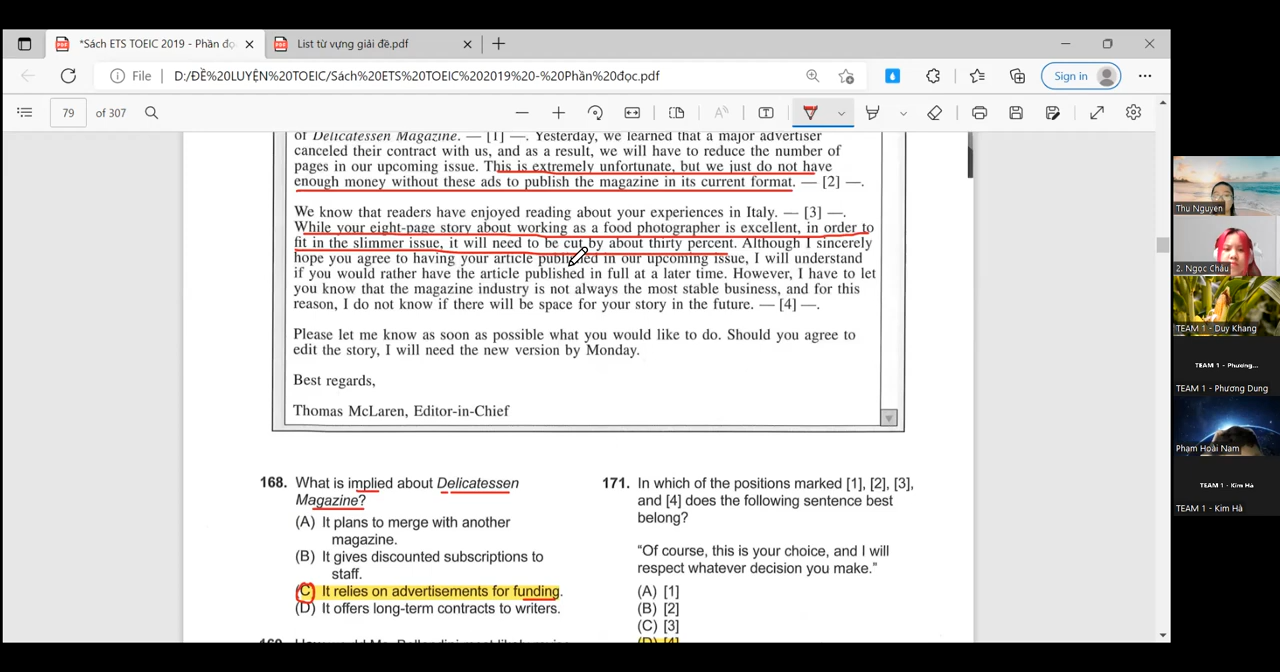 *Sách ETS TOEIC 2019 - Phần đọ
List từ vựng giải đề.pdf
File
D:/ĐỀ%20LUYỆN%20TOEIC/Sách%20ETS%20TOEIC%202019%20-%20Phần%20đọc.pdf
Sign in
79
of 307
of Delicatessen Magazine. — [1] —. Yesterday, we learned that a major advertiser
canceled their contract with us, and as a result, we will have to reduce the number of
pages in our upcoming issue. This is extremely unfortunate, but we just do not have
enough money without these ads to publish the magazine in its current format. — [2] —.
We know that readers have enjoyed reading about your experiences in Italy. — [3] —.
While your eight-page story about working as a food photographer is excellent, in order to
fit in the slimmer issue, it will need to be cut by about thirty percent. Although I sincerely
hope you agree to having your article published in our upcoming issue, I will understand
if you would rather have the article published in full at a later time. However, I have to let
you know that the magazine industry is not always the most stable business, and for this
reason, I do not know if there will be space for your story in the future. — [4] —.
Please let me know as soon as possible what you would like to do. Should you agree to
edit the story, I will need the new version by Monday.
Best regards,
Thomas McLaren, Editor-in-Chief
168. What is implied about Delicatessen
Magazine?
(A) It plans to merge with another
magazine.
(B) It gives discounted subscriptions to
staff.
(C) It relies on advertisements for funding.
(D) It offers long-term contracts to writers.
171. In which of the positions marked [1], [2], [3],
and [4] does the following sentence best
belong?
"Of course, this is your choice, and I will
respect whatever decision you make."
(A) [1]
(B) [2]
(C) [3]
(D) [4]
Thu Nguyen
2. Ngọc Châu
TEAM 1 - Duy Khang
TEAM 1 - Phương...
TEAM 1 - Phương Dung
Phạm Hoài Nam
TEAM 1 - Kim Hà
TEAM 1 - Kim Hà